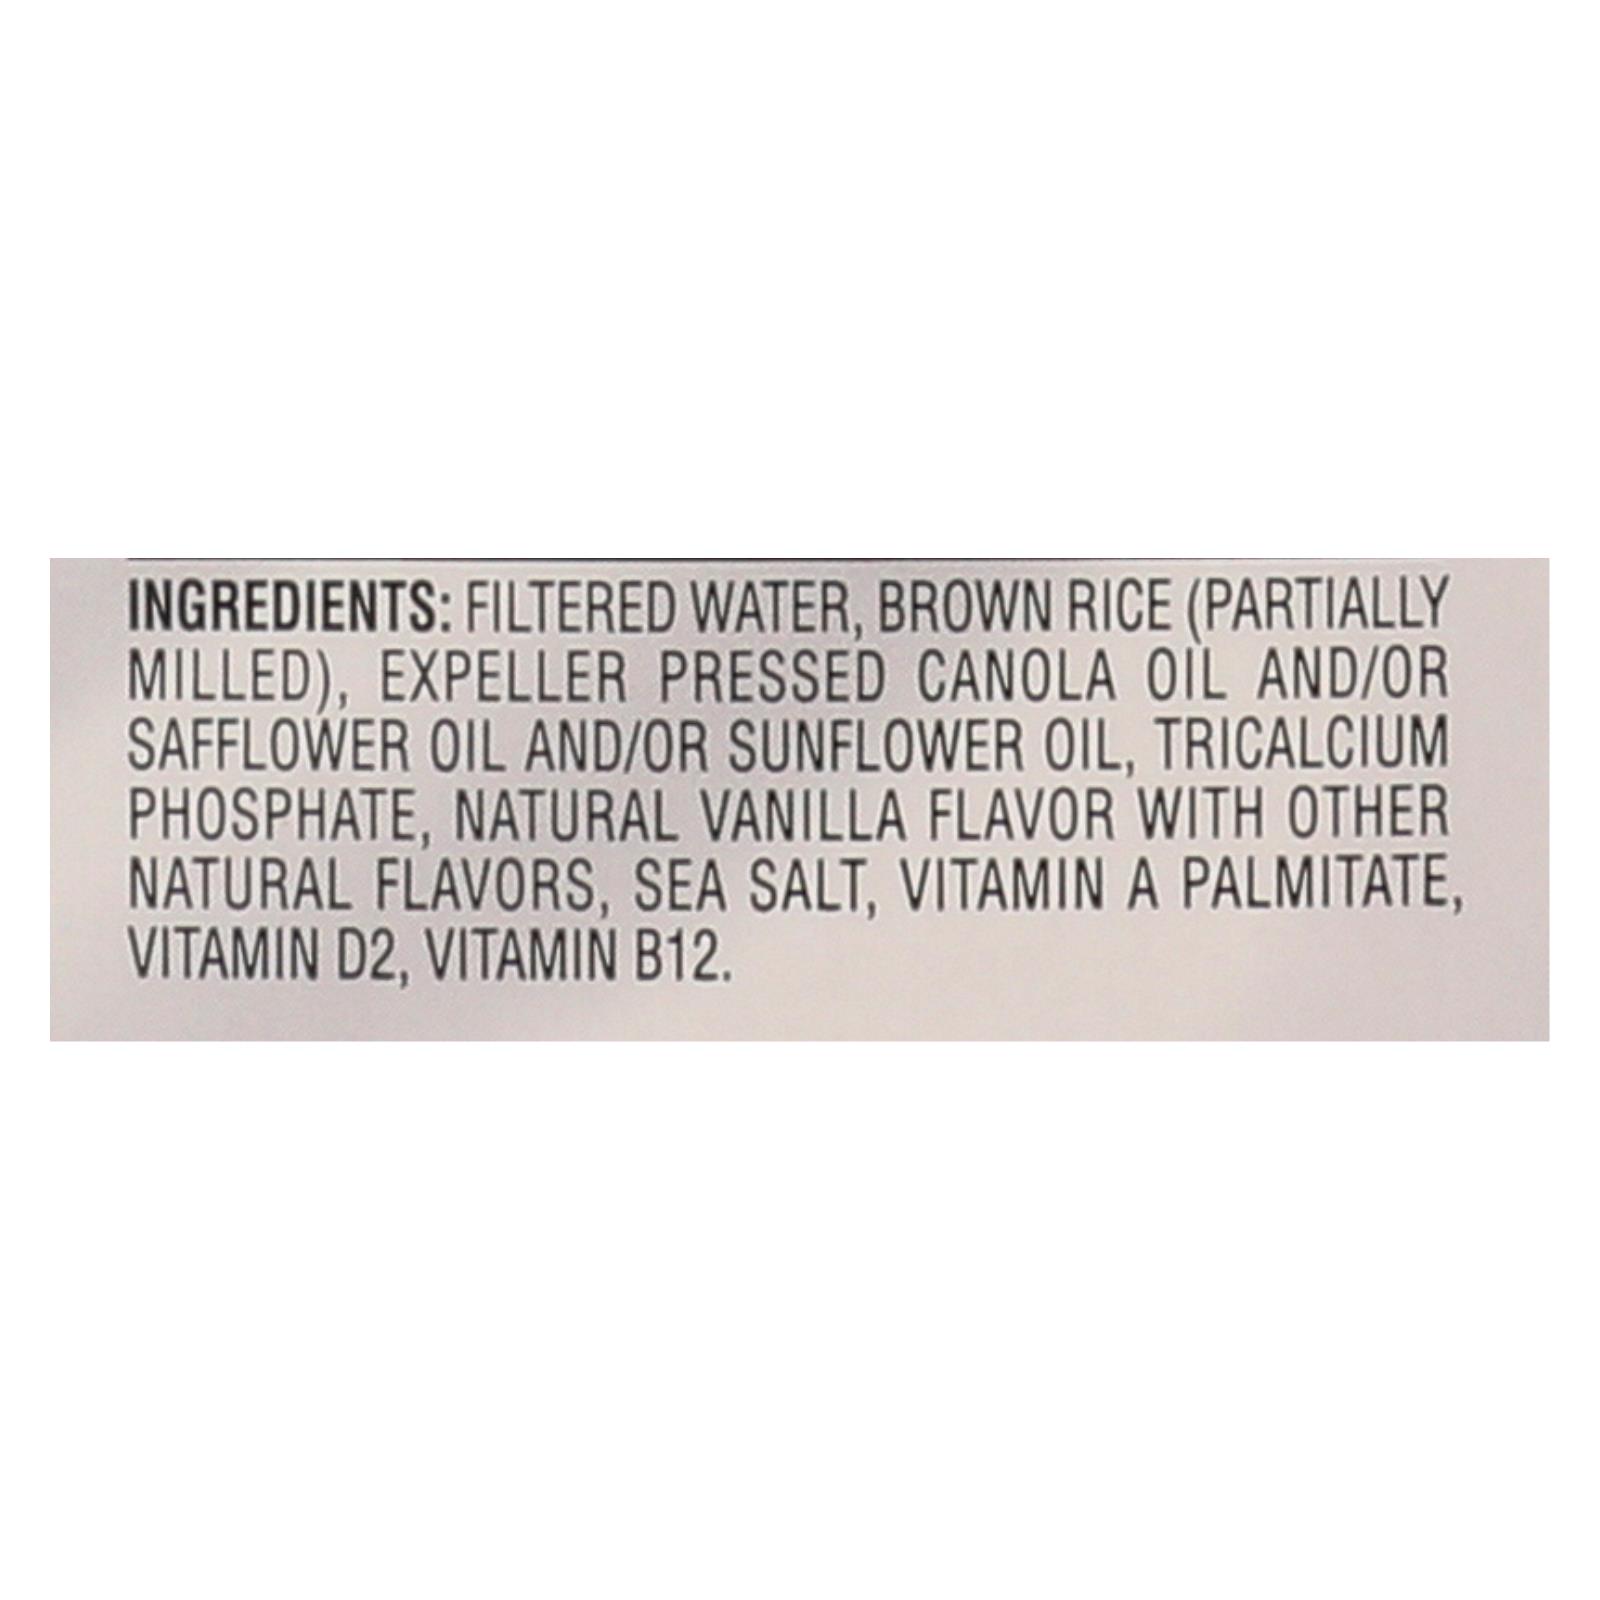 INGREDIENTS: FILTERED WATER, BROWN RICE (PARTIALLY
MILLED), EXPELLER PRESSED CANOLA OIL AND/OR
SAFFLOWER OIL AND/OR SUNFLOWER OIL, TRICALCIUM
PHOSPHATE, NATURAL VANILLA FLAVOR WITH OTHER
NATURAL FLAVORS, SEA SALT, VITAMIN A PALMITATE,
VITAMIN D2, VITAMIN B12.